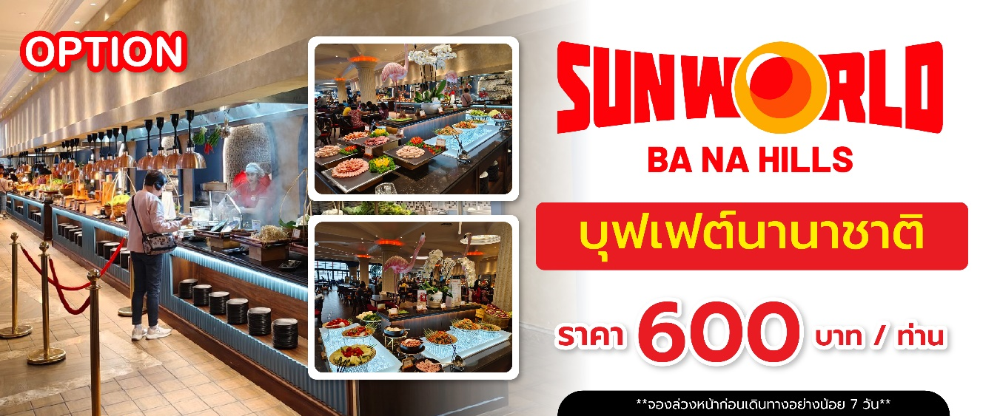 OPTION
SUNWORLD
BA NA HILLS
บุฟเฟต์นานาชาติ
ราคา 600 บาท / ท่าน
**จองล่วงหน้าก่อนเดินทางอย่างน้อย 7 วัน**